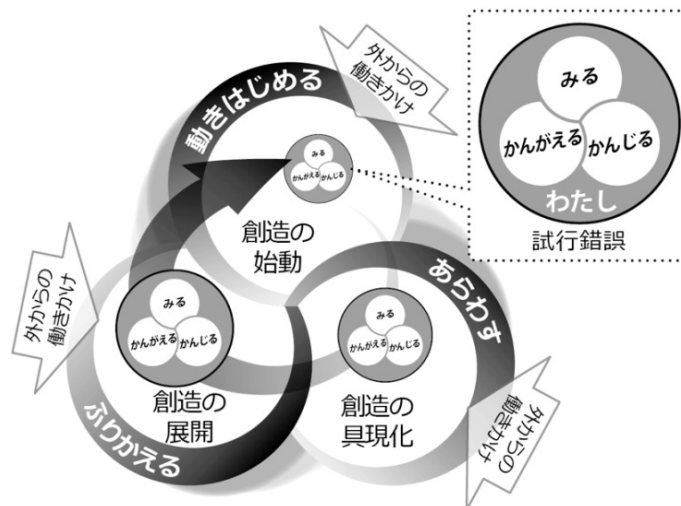 動きはじめる
外からの
働きかけ
みる
かんがえる
かんじる
創造の
始動
みる
かんがえる
かんじる
わたし
試行錯誤
外からの
働きかけ
みる
かんがえる
かんじる
創造の
展開
ふりかえる
あらわす
みる
かんがえる
かんじる
創造の
具現化
外からの
働きかけ